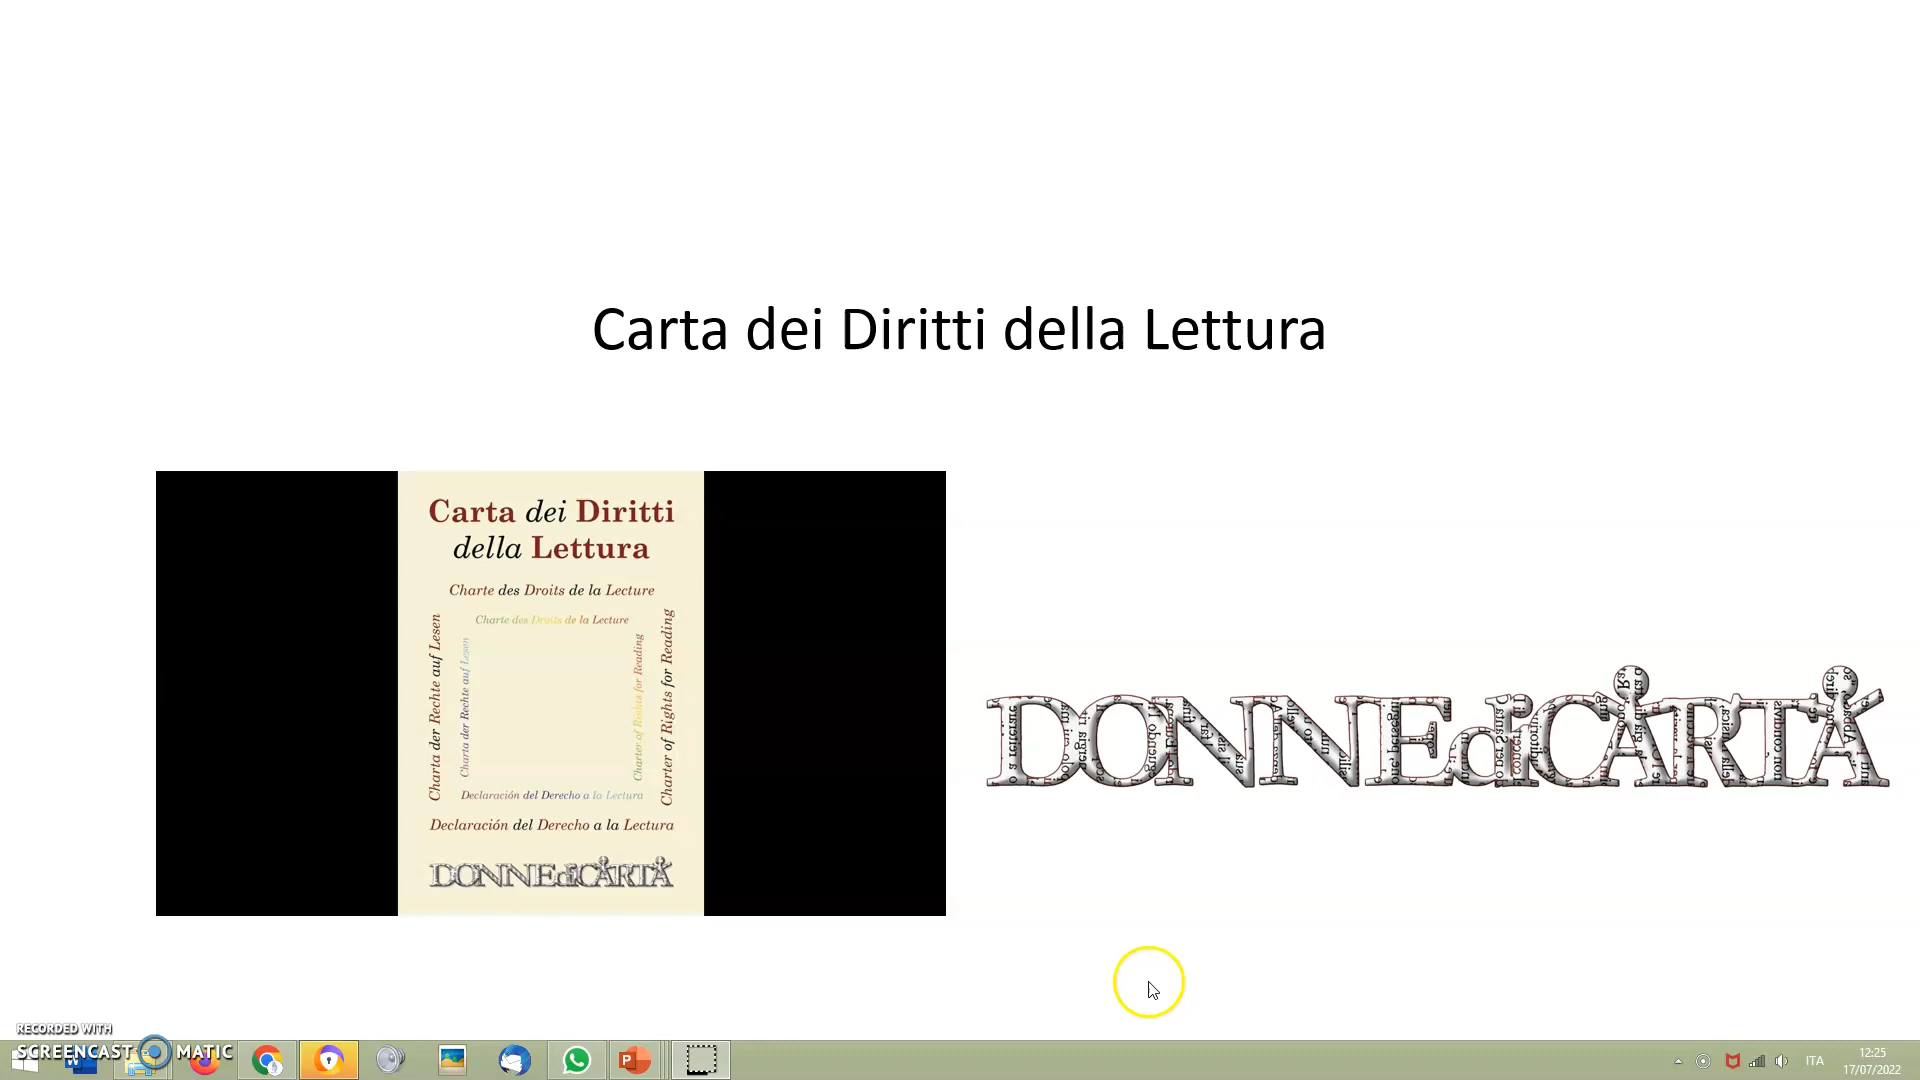 Carta dei Diritti della Lettura
Carta dei Diritti
della Lettura
Charte des Droits de la Lecture
Charte des Droits de la Lecture
Charta der Rechte auf Lesen
Charta der Rechte auf Lesen
Charter of Rights for Reading
Charter of Rights for Reading
Declaración del Derecho a la Lectura
Declaración del Derecho a la Lectura
DONNEdiCARTA
DONNEdiCARTA
RECORDED WITH
SCREENCAST MATIC
ITA
12:25
17/07/2022